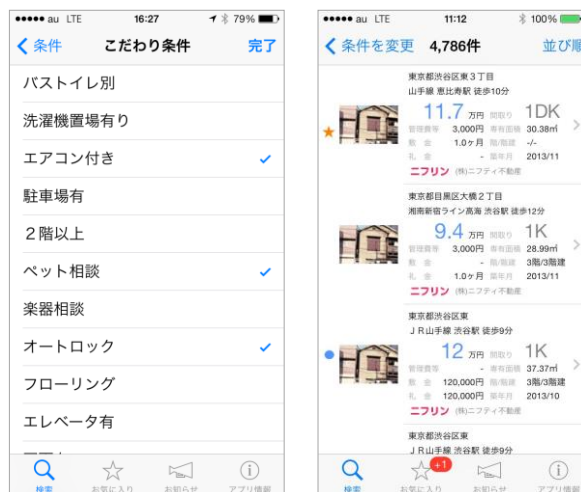 au LTE 16:27 79%
条件 こだわり条件 完了
バストイレ別
洗濯機置場有り
エアコン付き
駐車場有
２階以上
ペット相談
楽器相談
オートロック
フローリング
エレベータ有
検索 お気に入り お知らせ アプリ情報
au LTE 11:12 100%
条件を変更 4,786件 並び順
東京都渋谷区東３丁目
山手線 恵比寿駅 徒歩10分
11.7 万円 間取り 1DK
管理費等 3,000円 専有面積 30.38㎡
敷 金 1.0ヶ月 階/階建 -/-
礼 金 - 築年月 2013/11
ニフリン (株)ニフティ不動産
東京都目黒区大橋２丁目
湘南新宿ライン高海 渋谷駅 徒歩12分
9.4 万円 間取り 1K
管理費等 3,000円 専有面積 28.99㎡
敷 金 - 階/階建 3階/3階建
礼 金 1.0ヶ月 築年月 2013/11
ニフリン (株)ニフティ不動産
東京都渋谷区東
ＪＲ山手線 渋谷駅 徒歩9分
12 万円 間取り 1K
管理費等 - 専有面積 37.37㎡
敷 金 120,000円 階/階建 3階/3階建
礼 金 120,000円 築年月 2013/10
ニフリン (株)ニフティ不動産
東京都渋谷区東
ＪＲ山手線 渋谷駅 徒歩9分
+1
検索 お気に入り お知らせ アプリ情報